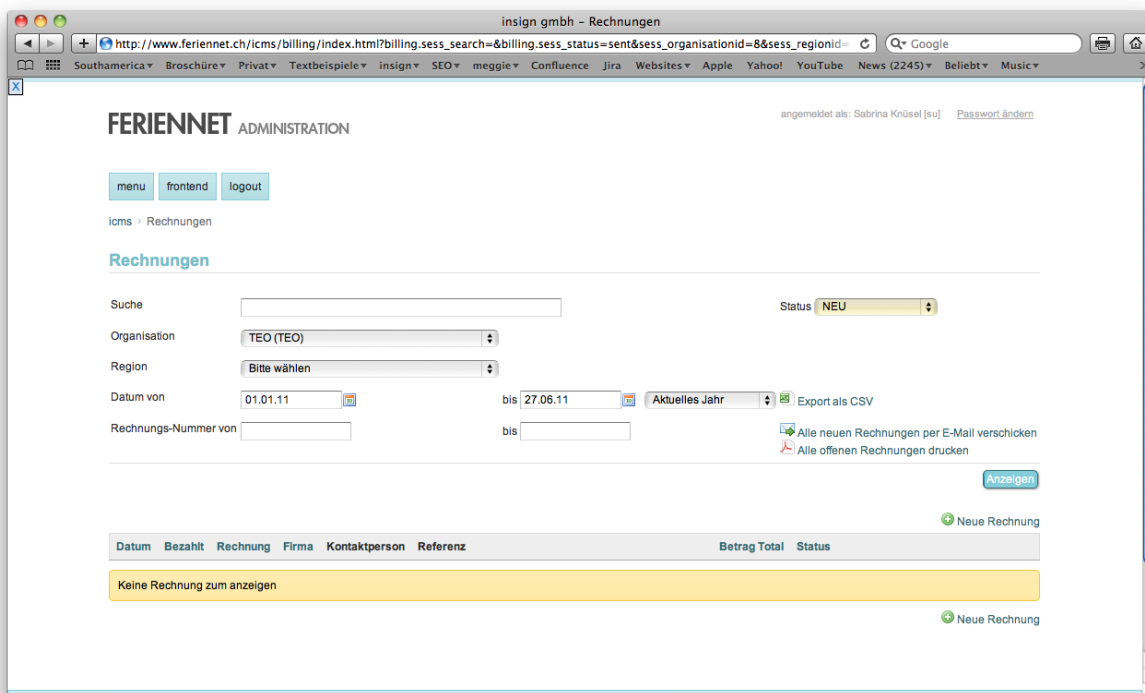 insign gmbh – Rechnungen
http://www.feriennet.ch/icms/billing/index.html?billing.sess_search=&billing.sess_status=sent&sess_organisationid=8&sess_regionid= Google
Southamerica Broschüre Privat Textbeispiele insign SEO meggie Confluence Jira Websites Apple Yahoo! YouTube News (2245) Beliebt Music
X
FERIENNET ADMINISTRATION
angemeldet als: Sabrina Knüsel [su] Passwort ändern
menu frontend logout
icms › Rechnungen
Rechnungen
Suche Status NEU
Organisation TEO (TEO)
Region Bitte wählen
Datum von 01.01.11 bis 27.06.11 Aktuelles Jahr Export als CSV
Rechnungs-Nummer von bis Alle neuen Rechnungen per E-Mail verschicken
Alle offenen Rechnungen drucken
Anzeigen
Neue Rechnung
Datum Bezahlt Rechnung Firma Kontaktperson Referenz Betrag Total Status
Keine Rechnung zum anzeigen
Neue Rechnung